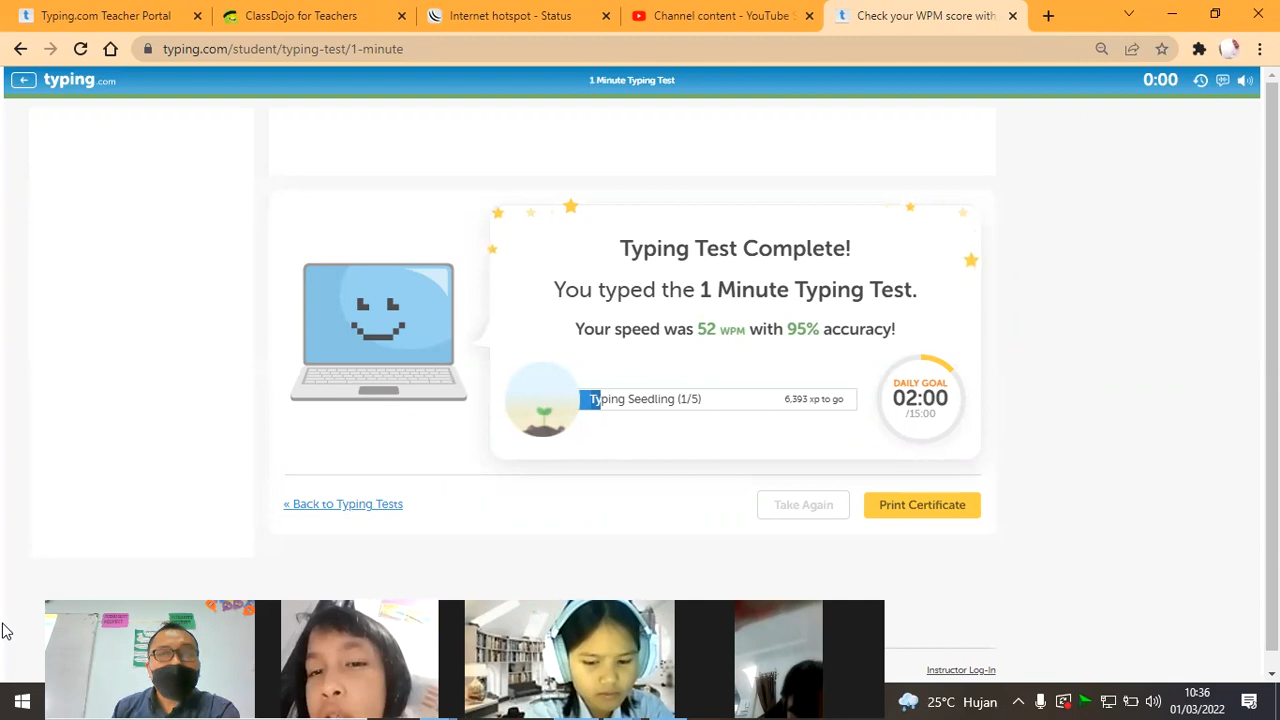 typing.com Teacher Portal
ClassDojo for Teachers
Internet hotspot - Status
Channel content - YouTube S
Check your WPM score with
typing.com/student/typing-test/1-minute
typing.com
1 Minute Typing Test
0:00
Typing Test Complete!
You typed the 1 Minute Typing Test.
Your speed was 52 WPM with 95% accuracy!
Typing Seedling (1/5)
6,393 xp to go
DAILY GOAL
02:00
/15:00
« Back to Typing Tests
Take Again
Print Certificate
Instructor Log-In
25°C Hujan
10:36
01/03/2022